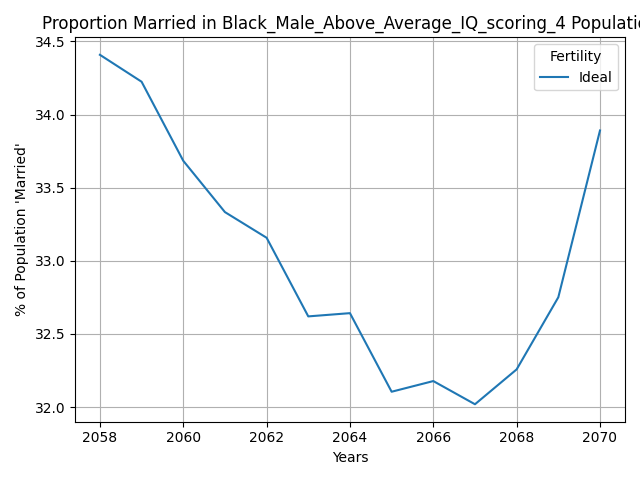 Proportion Married in Black_Male_Above_Average_IQ_scoring_4 Populatio
34.5
34.0
33.5
33.0
32.5
32.0
% of Population 'Married'
Fertility
Ideal
2058 2060 2062 2064 2066 2068 2070
Years